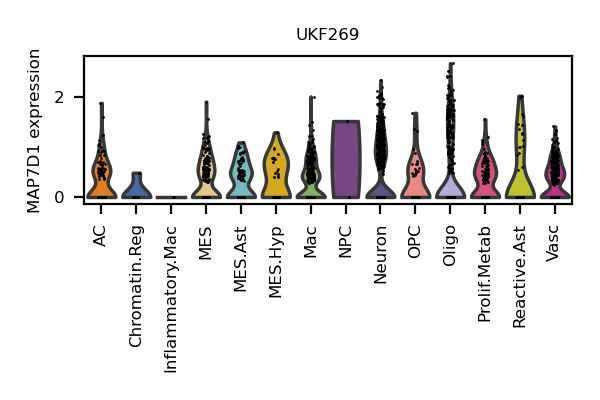 UKF269
MAP7D1 expression
2
0
AC
Chromatin.Reg
Inflammatory.Mac
MES
MES.Ast
MES.Hyp
Mac
NPC
Neuron
OPC
Oligo
Prolif.Metab
Reactive.Ast
Vasc